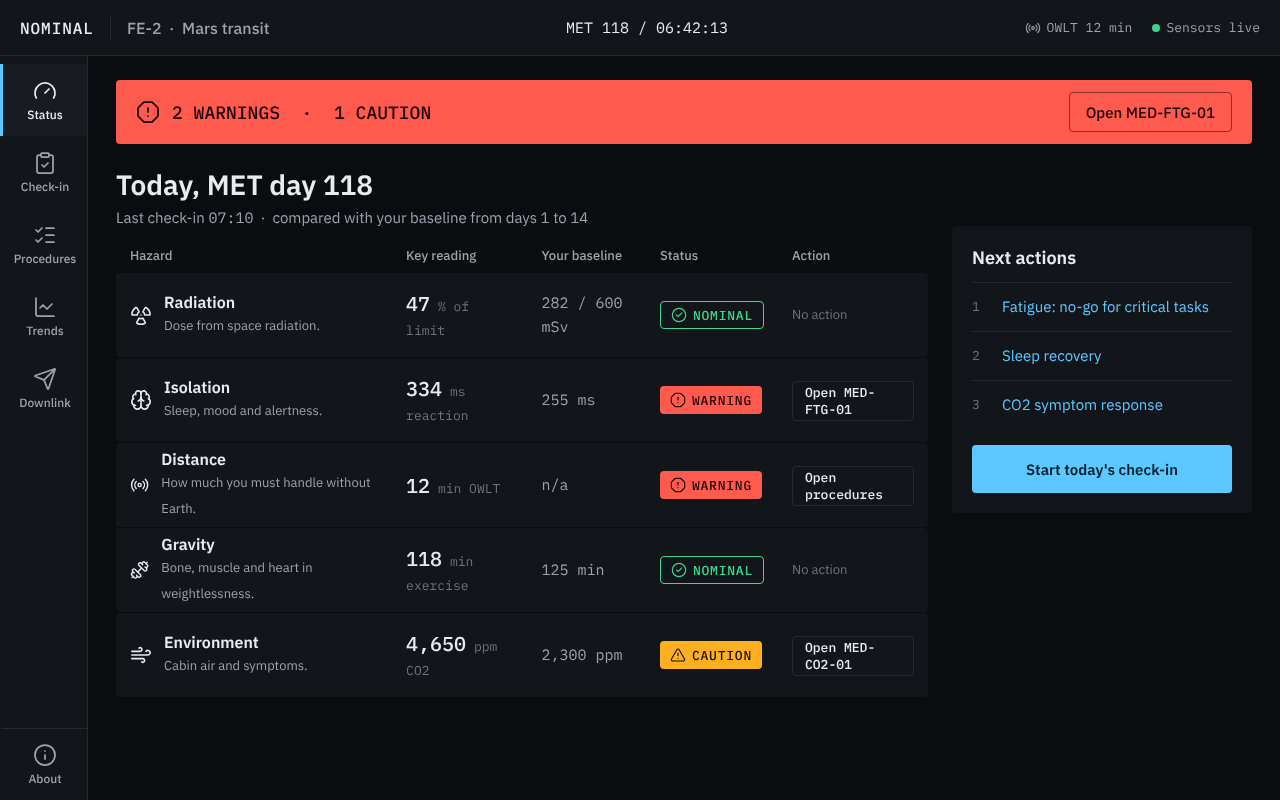 NOMINAL
FE-2 · Mars transit
MET 118 / 06:42:13
OWLT 12 min
Sensors live
Status
Check-in
Procedures
Trends
Downlink
About
2 WARNINGS · 1 CAUTION
Open MED-FTG-01
Today, MET day 118
Last check-in 07:10 · compared with your baseline from days 1 to 14
Hazard
Key reading
Your baseline
Status
Action
Radiation
Dose from space radiation.
47 % of
limit
282 / 600
mSv
NOMINAL
No action
Isolation
Sleep, mood and alertness.
334 ms
reaction
255 ms
WARNING
Open MED-
FTG-01
Distance
How much you must handle without
Earth.
12 min OWLT
n/a
WARNING
Open
procedures
Gravity
Bone, muscle and heart in
weightlessness.
118 min
exercise
125 min
NOMINAL
No action
Environment
Cabin air and symptoms.
4,650 ppm
CO2
2,300 ppm
CAUTION
Open MED-
CO2-01
Next actions
1 Fatigue: no-go for critical tasks
2 Sleep recovery
3 CO2 symptom response
Start today's check-in